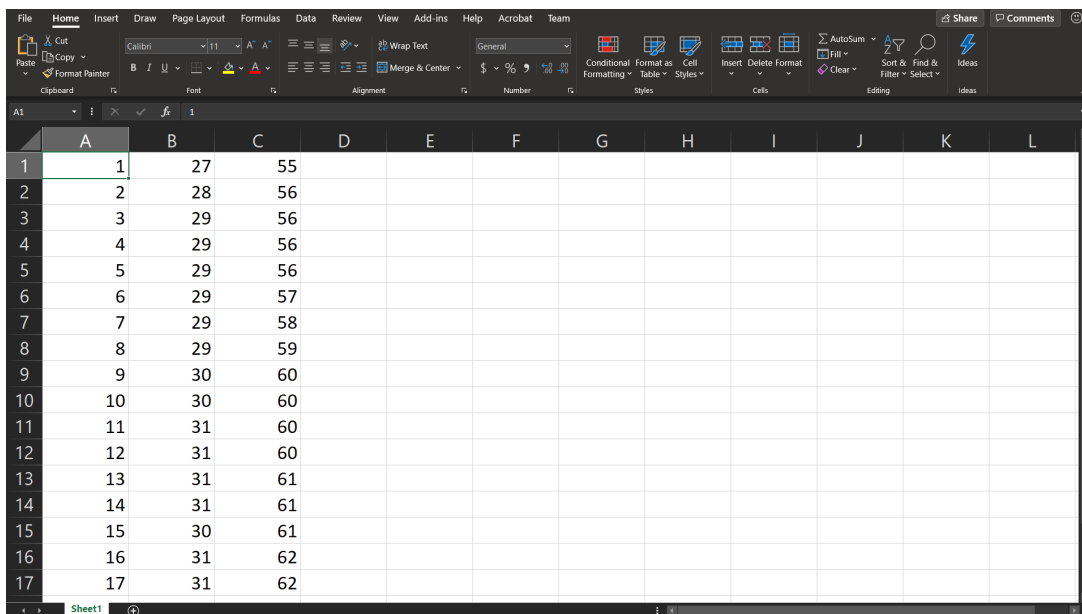 File Home Insert Draw Page Layout Formulas Data Review View Add-ins Help Acrobat Team Share Comments
Paste
Cut
Copy
Format Painter
Clipboard
Calibri 11 A^ A˅
B I U A
Font
Wrap Text
Merge & Center
Alignment
General
$ % 9
Number
Conditional Formatting
Format as Table
Cell Styles
Styles
Insert Delete Format
Cells
AutoSum
Fill
Clear
Sort & Filter
Find & Select
Editing
Ideas
Ideas
A1 fx 1
A B C D E F G H I J K L
1 1 27 55
2 2 28 56
3 3 29 56
4 4 29 56
5 5 29 56
6 6 29 57
7 7 29 58
8 8 29 59
9 9 30 60
10 10 30 60
11 11 31 60
12 12 31 60
13 13 31 61
14 14 31 61
15 15 30 61
16 16 31 62
17 17 31 62
Sheet1